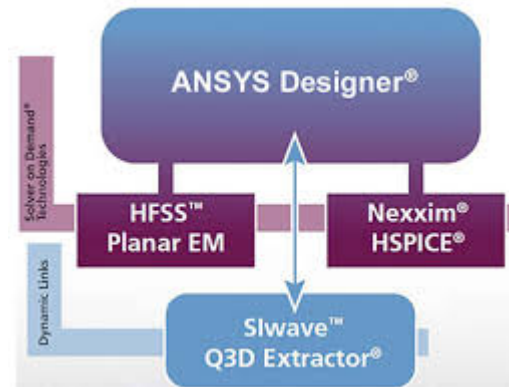 ANSYS Designer®
Solver on Demand®
Technologies
HFSS™
Planar EM
Nexxim®
HSPICE®
Dynamic Links
SIwave™
Q3D Extractor®